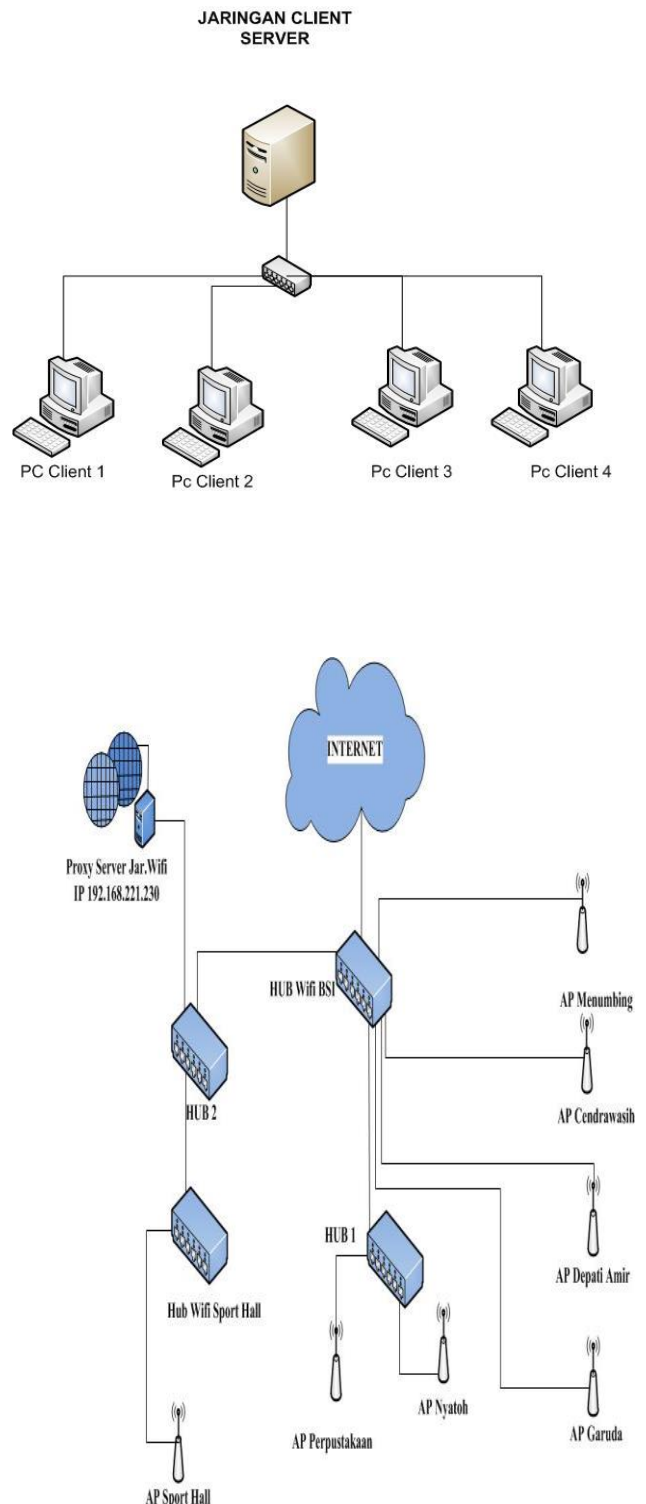 JARINGAN CLIENT
SERVER
PC Client 1
Pc Client 2
Pc Client 3
Pc Client 4
INTERNET
Proxy Server Jar.Wifi
IP 192.168.221.230
HUB Wifi BSI
AP Menumbing
HUB 2
AP Cendrawasih
HUB 1
AP Depati Amir
Hub Wifi Sport Hall
AP Nyatoh
AP Garuda
AP Perpustakaan
AP Sport Hall